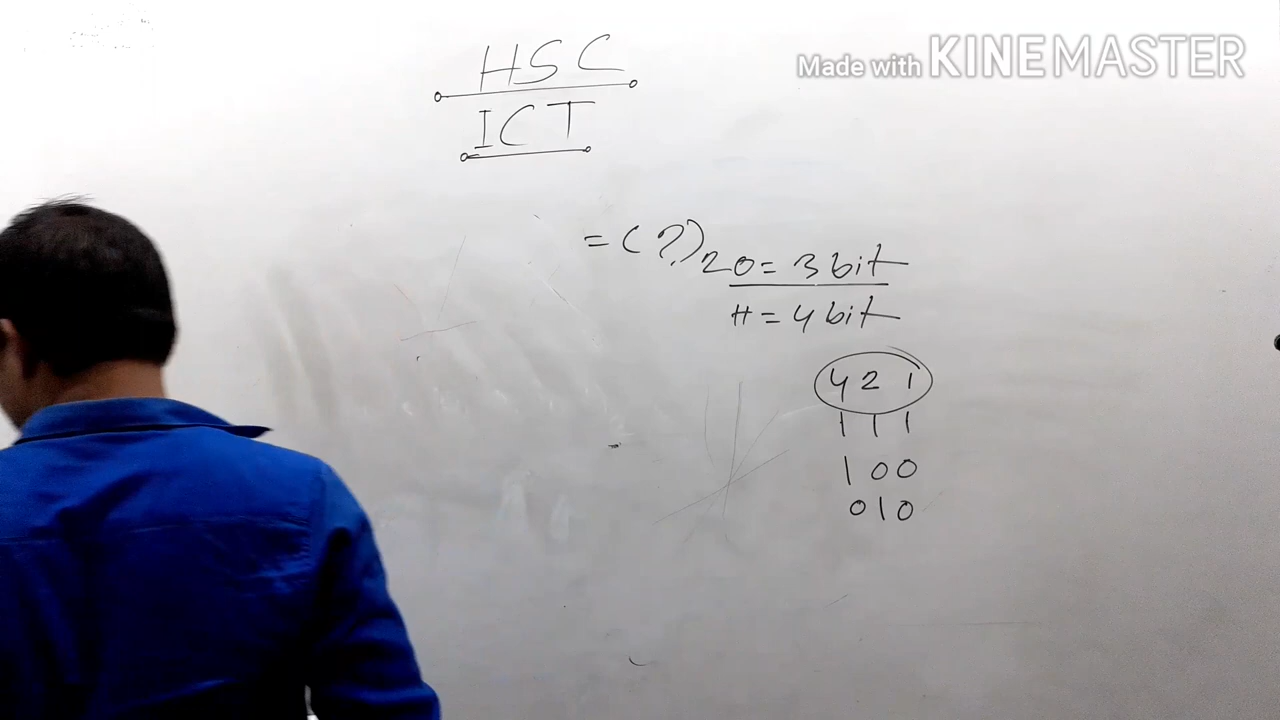 Made with KINEMASTER
HSC
ICT
= (?)2 O = 3 bit
H = 4 bit
4 2 1
1 1 1
1 0 0
0 1 0